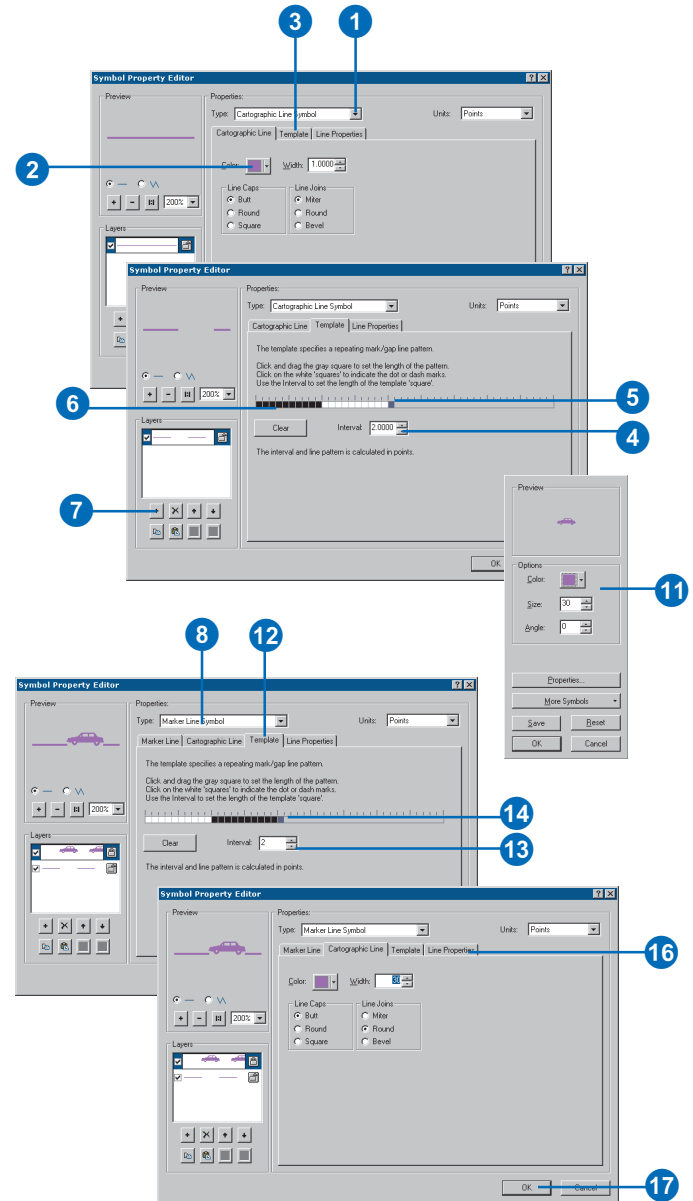 3
1
Symbol Property Editor
Preview
Properties:
Type: Cartographic Line Symbol
Units: Points
Cartographic Line Template Line Properties
2
Color:
Width: 1.0000
Line Caps
Line Joins
Butt
Miter
Round
Round
Square
Bevel
200%
Layers
Symbol Property Editor
Preview
Properties:
Type: Cartographic Line Symbol
Units: Points
Cartographic Line Template Line Properties
The template specifies a repeating mark/gap line pattern.
Click and drag the gray square to set the length of the pattern.
Click on the white 'squares' to indicate the dot or dash marks.
Use the Interval to set the length of the template 'square'.
5
6
Clear
Interval: 2.0000
4
The interval and line pattern is calculated in points.
200%
Layers
7
OK
Preview
Options
Color:
11
Size: 30
Angle: 0
Properties...
More Symbols
Save Reset
OK Cancel
8
12
Symbol Property Editor
Preview
Properties:
Type: Marker Line Symbol
Units: Points
Marker Line Cartographic Line Template Line Properties
The template specifies a repeating mark/gap line pattern.
Click and drag the gray square to set the length of the pattern.
Click on the white 'squares' to indicate the dot or dash marks.
Use the Interval to set the length of the template 'square'.
14
200%
Clear
Interval: 2
13
The interval and line pattern is calculated in points.
Layers
Symbol Property Editor
Preview
Properties:
Type: Marker Line Symbol
Units: Points
Marker Line Cartographic Line Template Line Properties
16
Color:
Width: 30
Line Caps
Line Joins
Butt
Miter
Round
Round
Square
Bevel
200%
Layers
OK Cancel
17